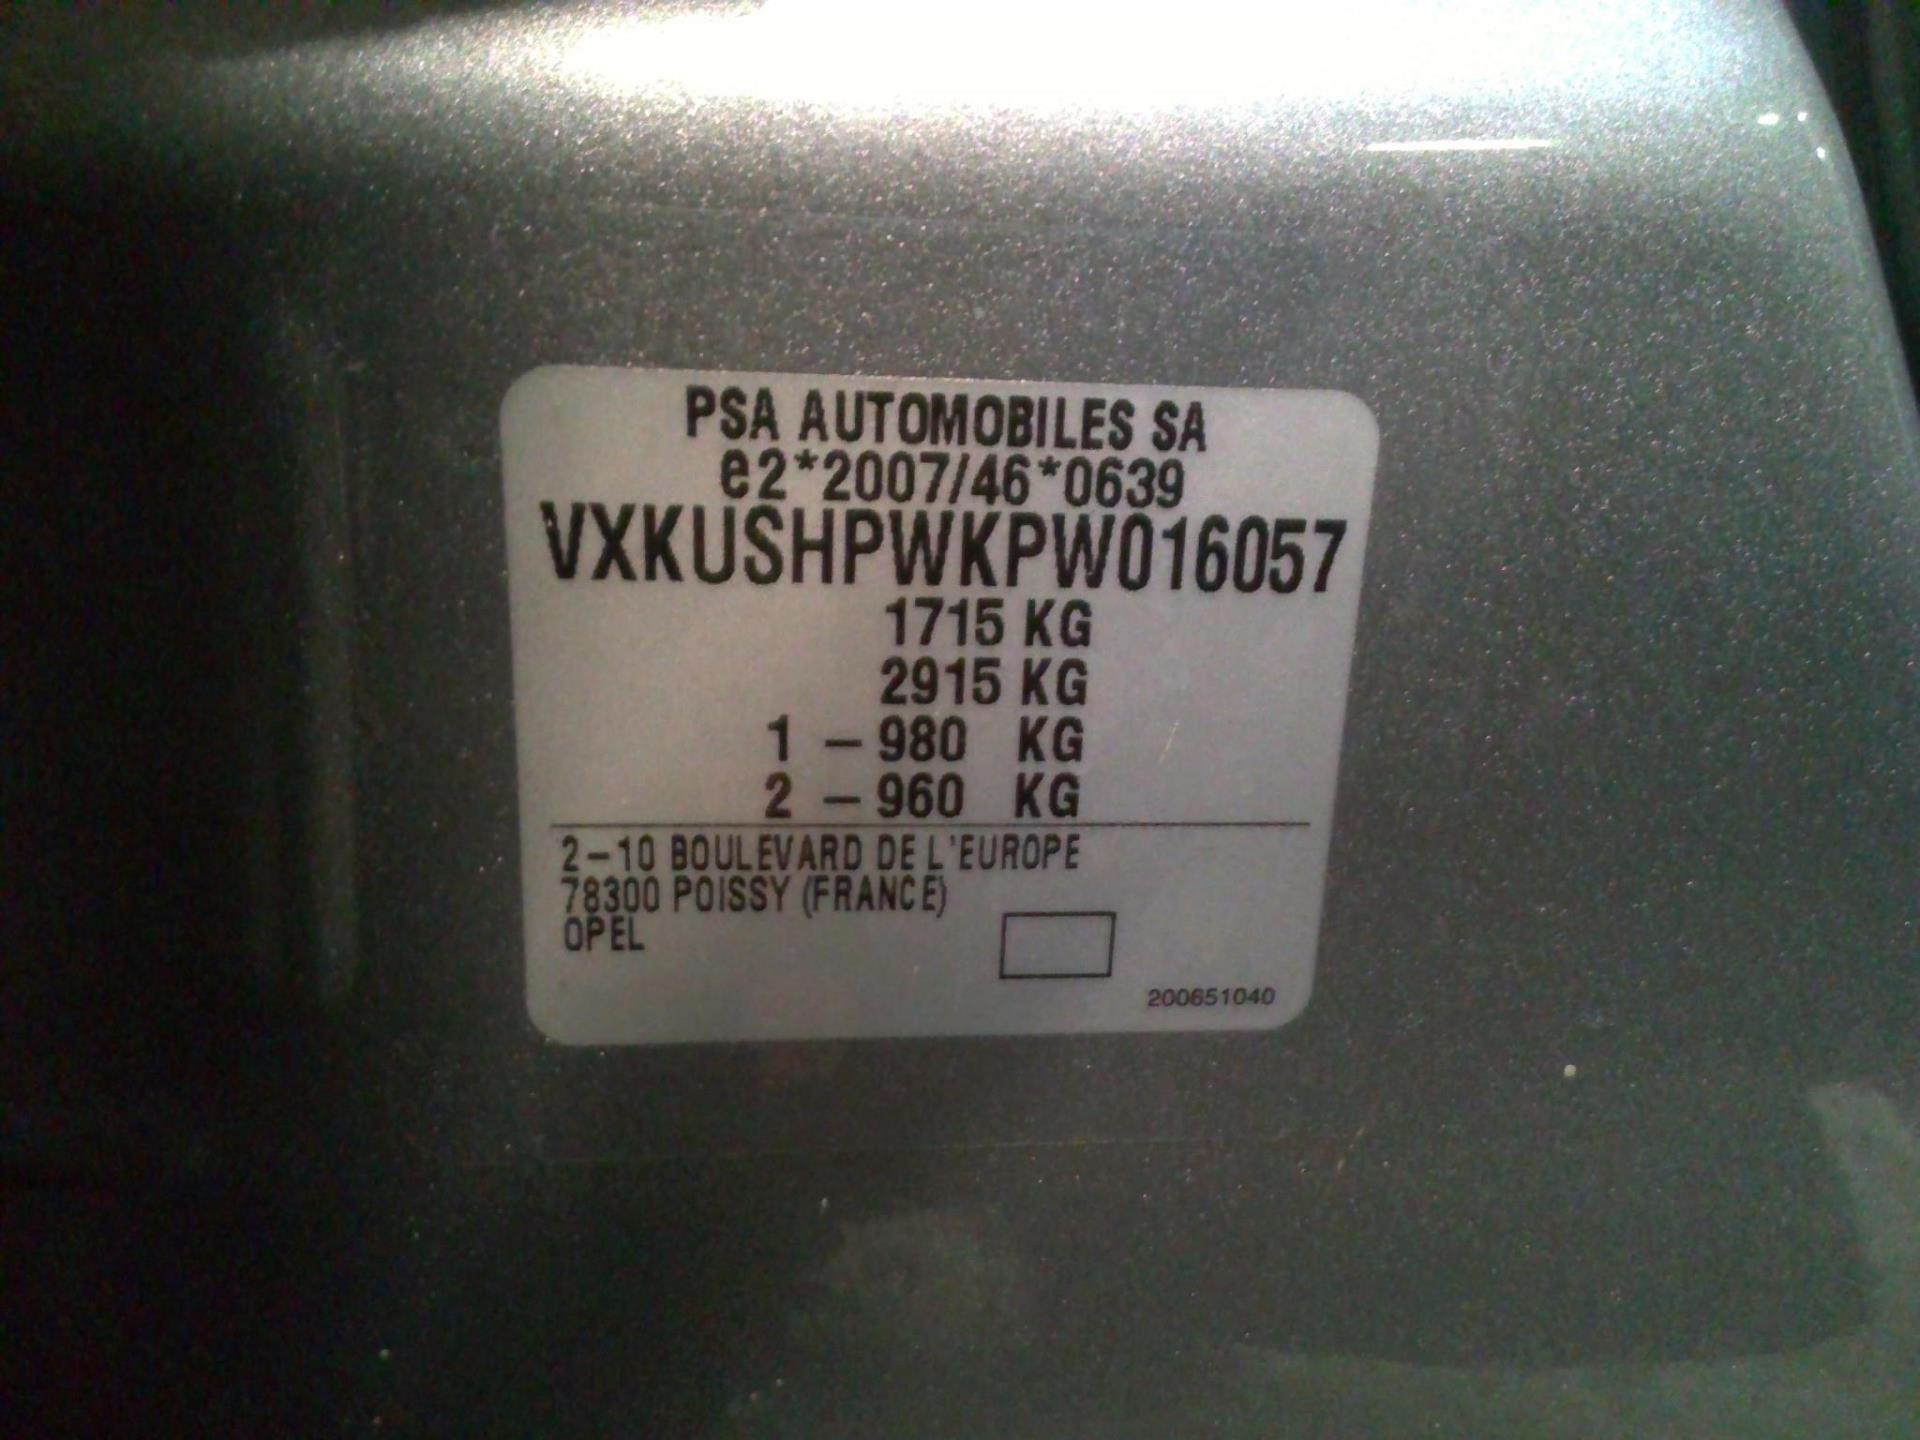 PSA AUTOMOBILES SA
e2*2007/46*0639
VXKUSHPWKPW016057
1715 KG
2915 KG
1 – 980 KG
2 – 960 KG
2–10 BOULEVARD DE L'EUROPE
78300 POISSY (FRANCE)
OPEL
200651040